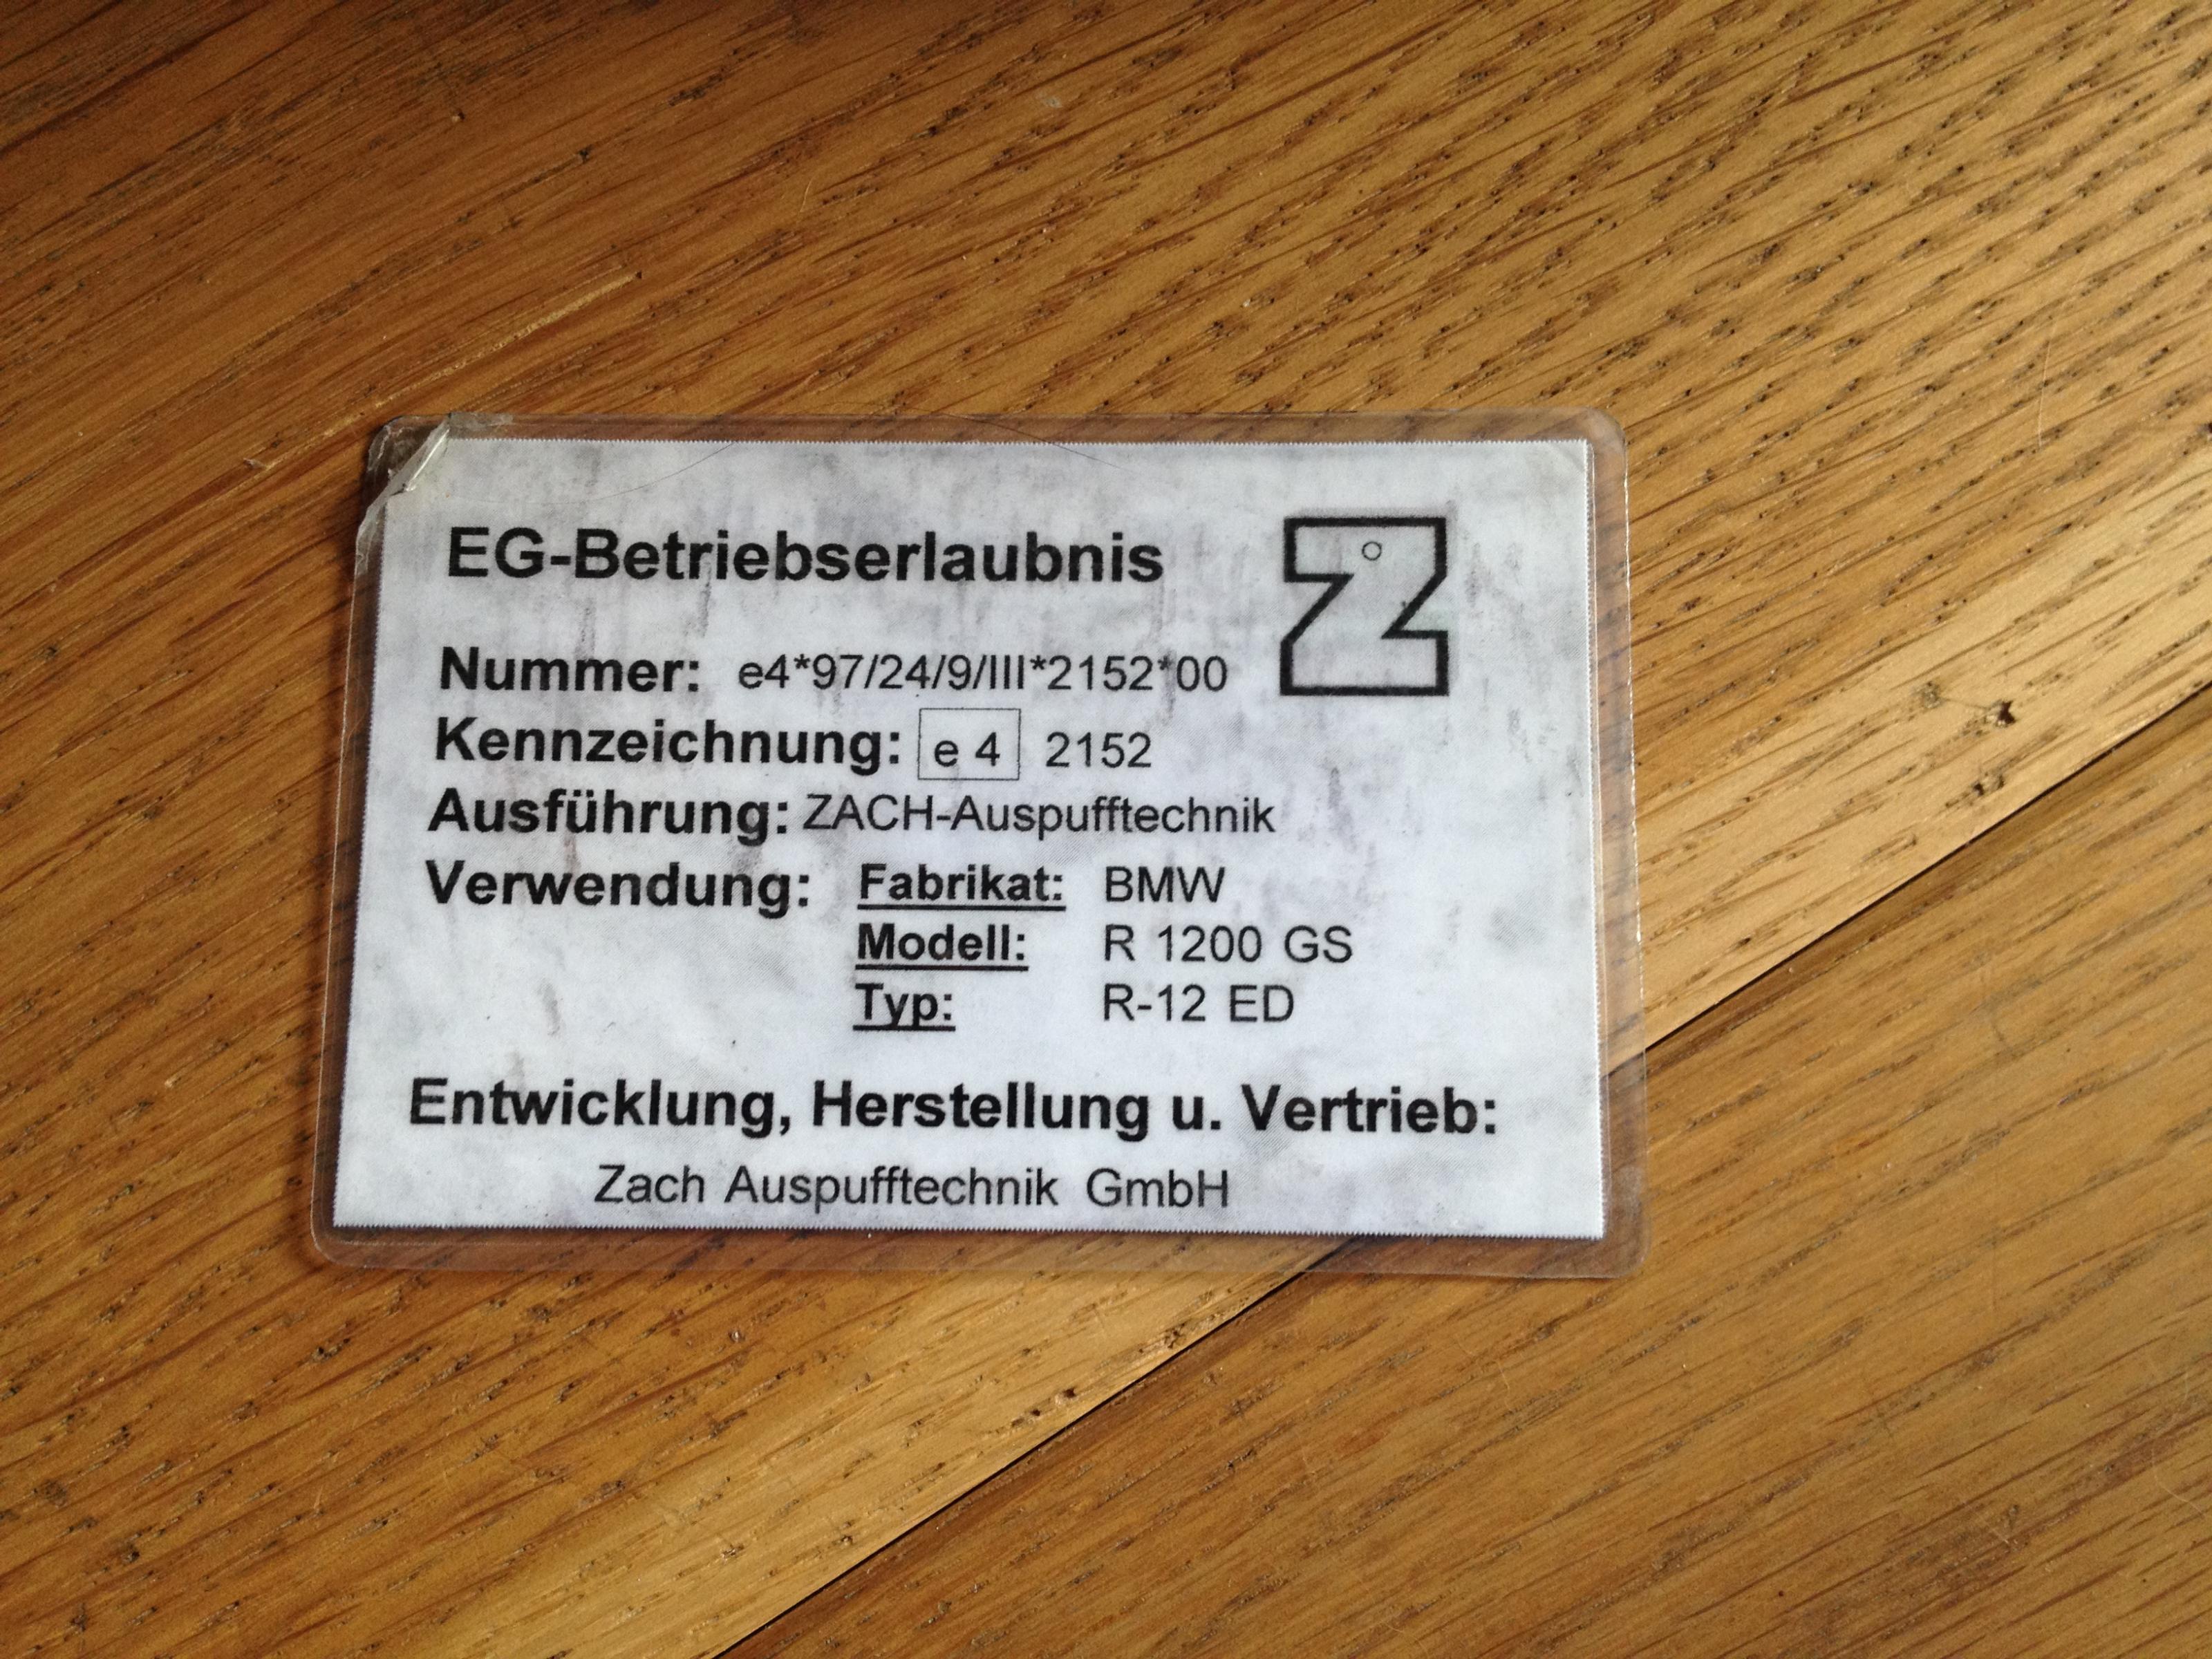 EG-Betriebserlaubnis
Z
Nummer: e4*97/24/9/III*2152*00
Kennzeichnung: e 4 2152
Ausführung: ZACH-Auspufftechnik
Verwendung: Fabrikat: BMW
Modell: R 1200 GS
Typ: R-12 ED
Entwicklung, Herstellung u. Vertrieb:
Zach Auspufftechnik GmbH